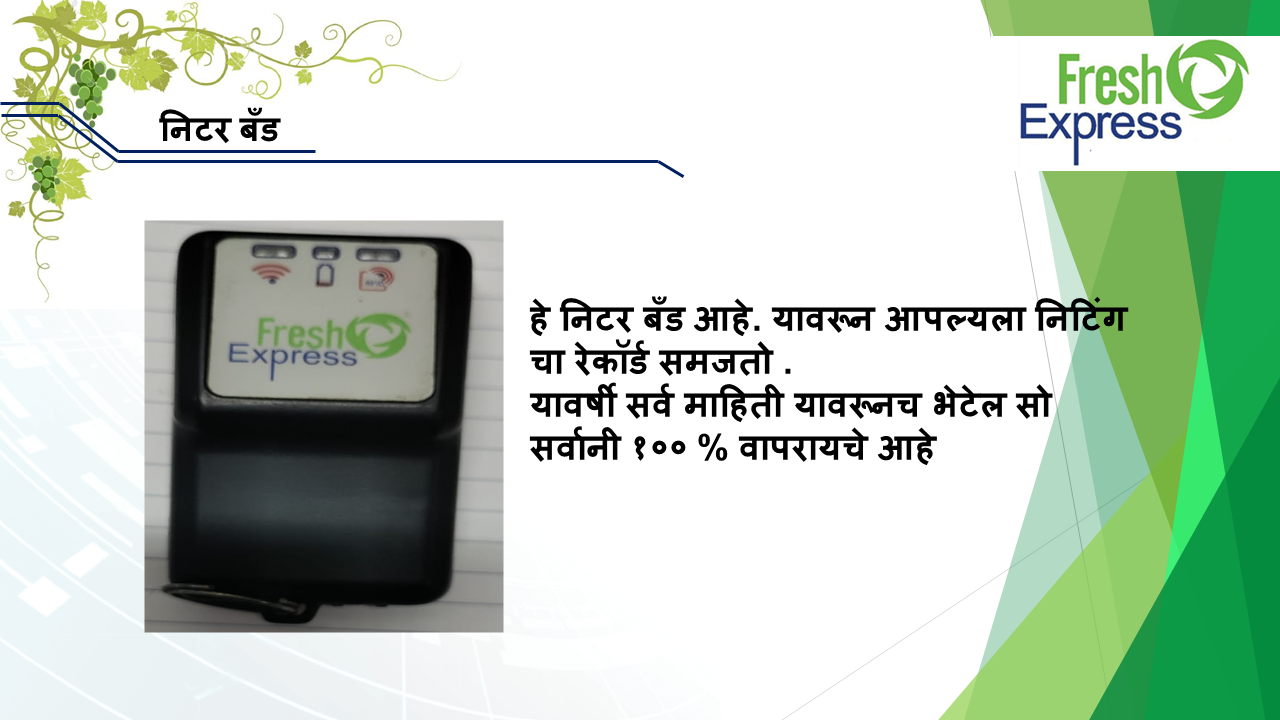 Fresh
Express
निटर बँड
Fresh
Express
हे निटर बँड आहे. यावरून आपल्यला निटिंग
चा रेकॉर्ड समजतो .
यावर्षी सर्व माहिती यावरूनच भेटेल सो
सर्वानी १०० % वापरायचे आहे